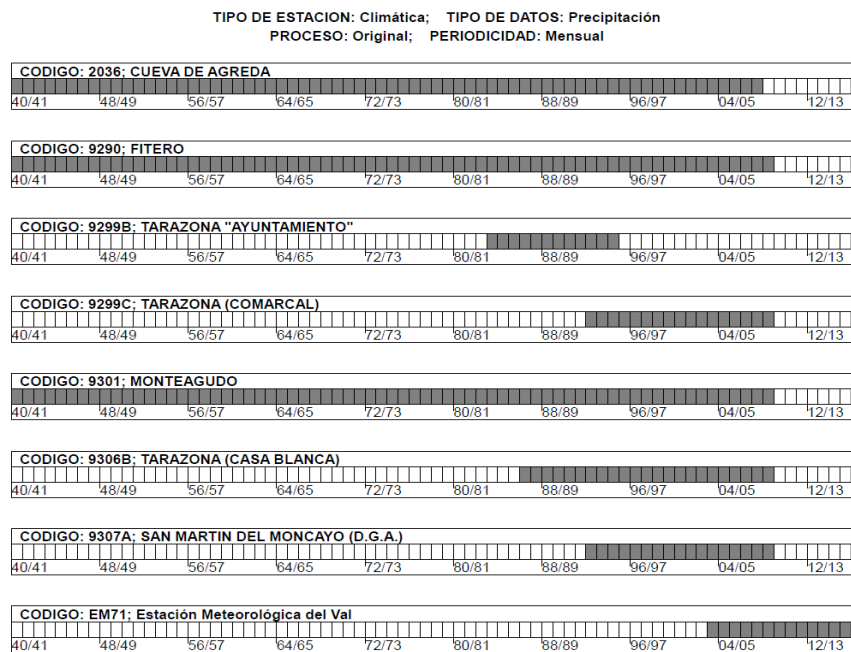 TIPO DE ESTACION: Climática; TIPO DE DATOS: Precipitación
PROCESO: Original; PERIODICIDAD: Mensual
CODIGO: 2036; CUEVA DE AGREDA
40/41 48/49 56/57 64/65 72/73 80/81 88/89 96/97 04/05 12/13
CODIGO: 9290; FITERO
40/41 48/49 56/57 64/65 72/73 80/81 88/89 96/97 04/05 12/13
CODIGO: 9299B; TARAZONA "AYUNTAMIENTO"
40/41 48/49 56/57 64/65 72/73 80/81 88/89 96/97 04/05 12/13
CODIGO: 9299C; TARAZONA (COMARCAL)
40/41 48/49 56/57 64/65 72/73 80/81 88/89 96/97 04/05 12/13
CODIGO: 9301; MONTEAGUDO
40/41 48/49 56/57 64/65 72/73 80/81 88/89 96/97 04/05 12/13
CODIGO: 9306B; TARAZONA (CASA BLANCA)
40/41 48/49 56/57 64/65 72/73 80/81 88/89 96/97 04/05 12/13
CODIGO: 9307A; SAN MARTIN DEL MONCAYO (D.G.A.)
40/41 48/49 56/57 64/65 72/73 80/81 88/89 96/97 04/05 12/13
CODIGO: EM71; Estación Meteorológica del Val
40/41 48/49 56/57 64/65 72/73 80/81 88/89 96/97 04/05 12/13